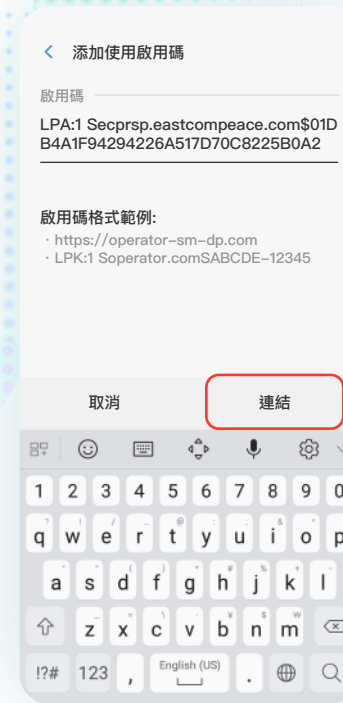 添加使用啟用碼
啟用碼
LPA:1 Secprsp.eastcompeace.com$01D
B4A1F94294226A517D70C8225B0A2
啟用碼格式範例:
· https://operator-sm-dp.com
· LPK:1 Soperator.comSABCDE-12345
取消 連結
1 2 3 4 5 6 7 8 9 0
q w e r t y u i o p
a s d f g h j k l
z x c v b n m
!?# 123 , English (US) .